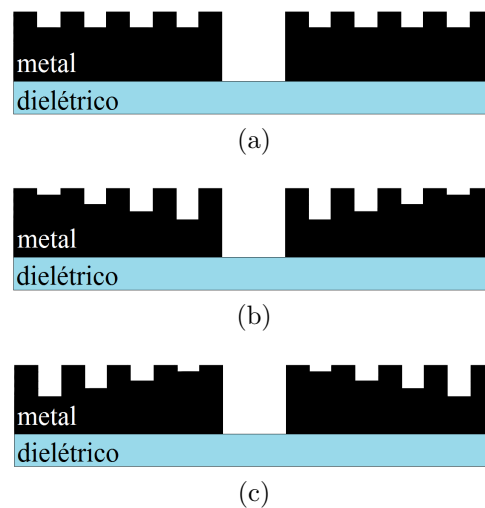 metal
dielétrico
(a)
metal
dielétrico
(b)
metal
dielétrico
(c)